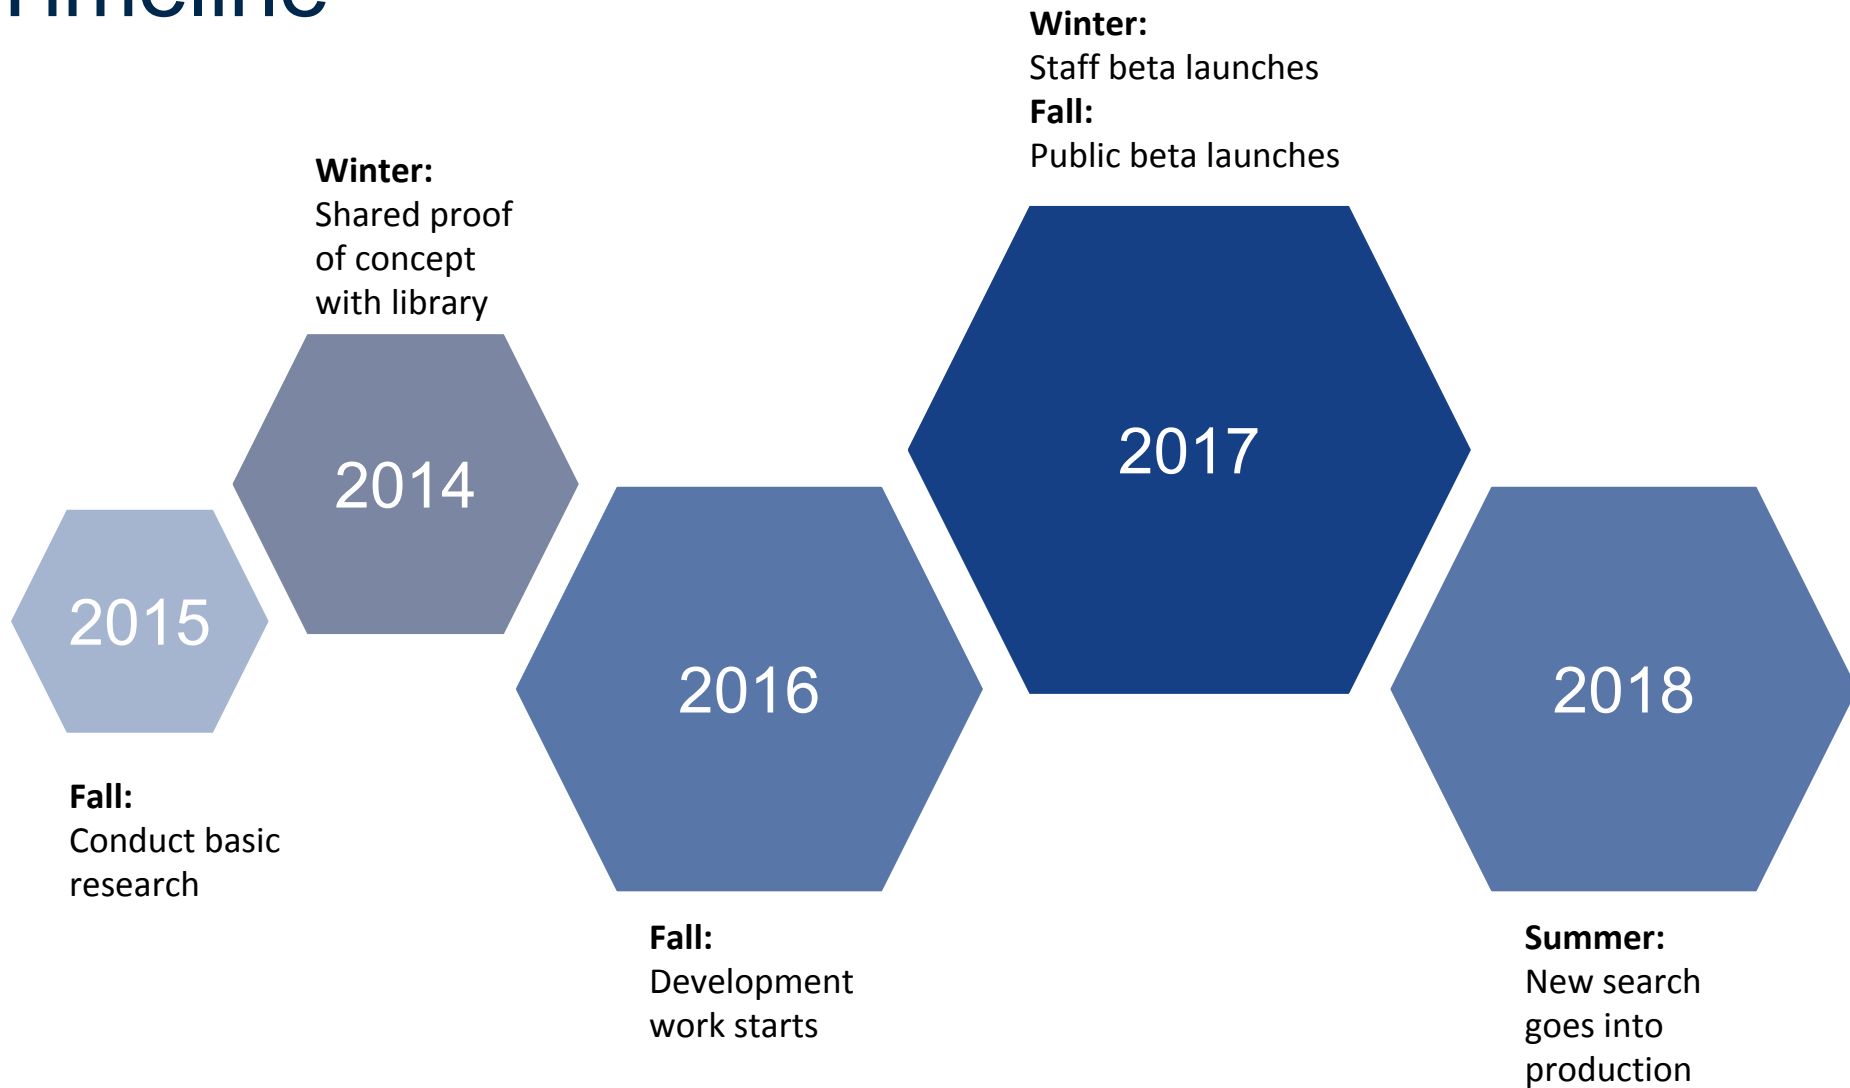 Timeline
Winter:
Staff beta launches
Fall:
Public beta launches
Winter:
Shared proof
of concept
with library
2017
2014
2015
2016
2018
Fall:
Conduct basic
research
Fall:
Development
work starts
Summer:
New search
goes into
production